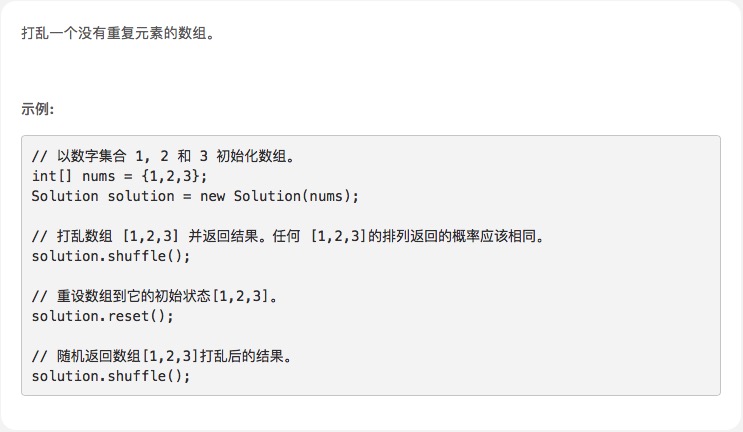 打乱一个没有重复元素的数组。
示例:
// 以数字集合 1, 2 和 3 初始化数组。
int[] nums = {1,2,3};
Solution solution = new Solution(nums);
// 打乱数组 [1,2,3] 并返回结果。任何 [1,2,3]的排列返回的概率应该相同。
solution.shuffle();
// 重设数组到它的初始状态[1,2,3]。
solution.reset();
// 随机返回数组[1,2,3]打乱后的结果。
solution.shuffle();